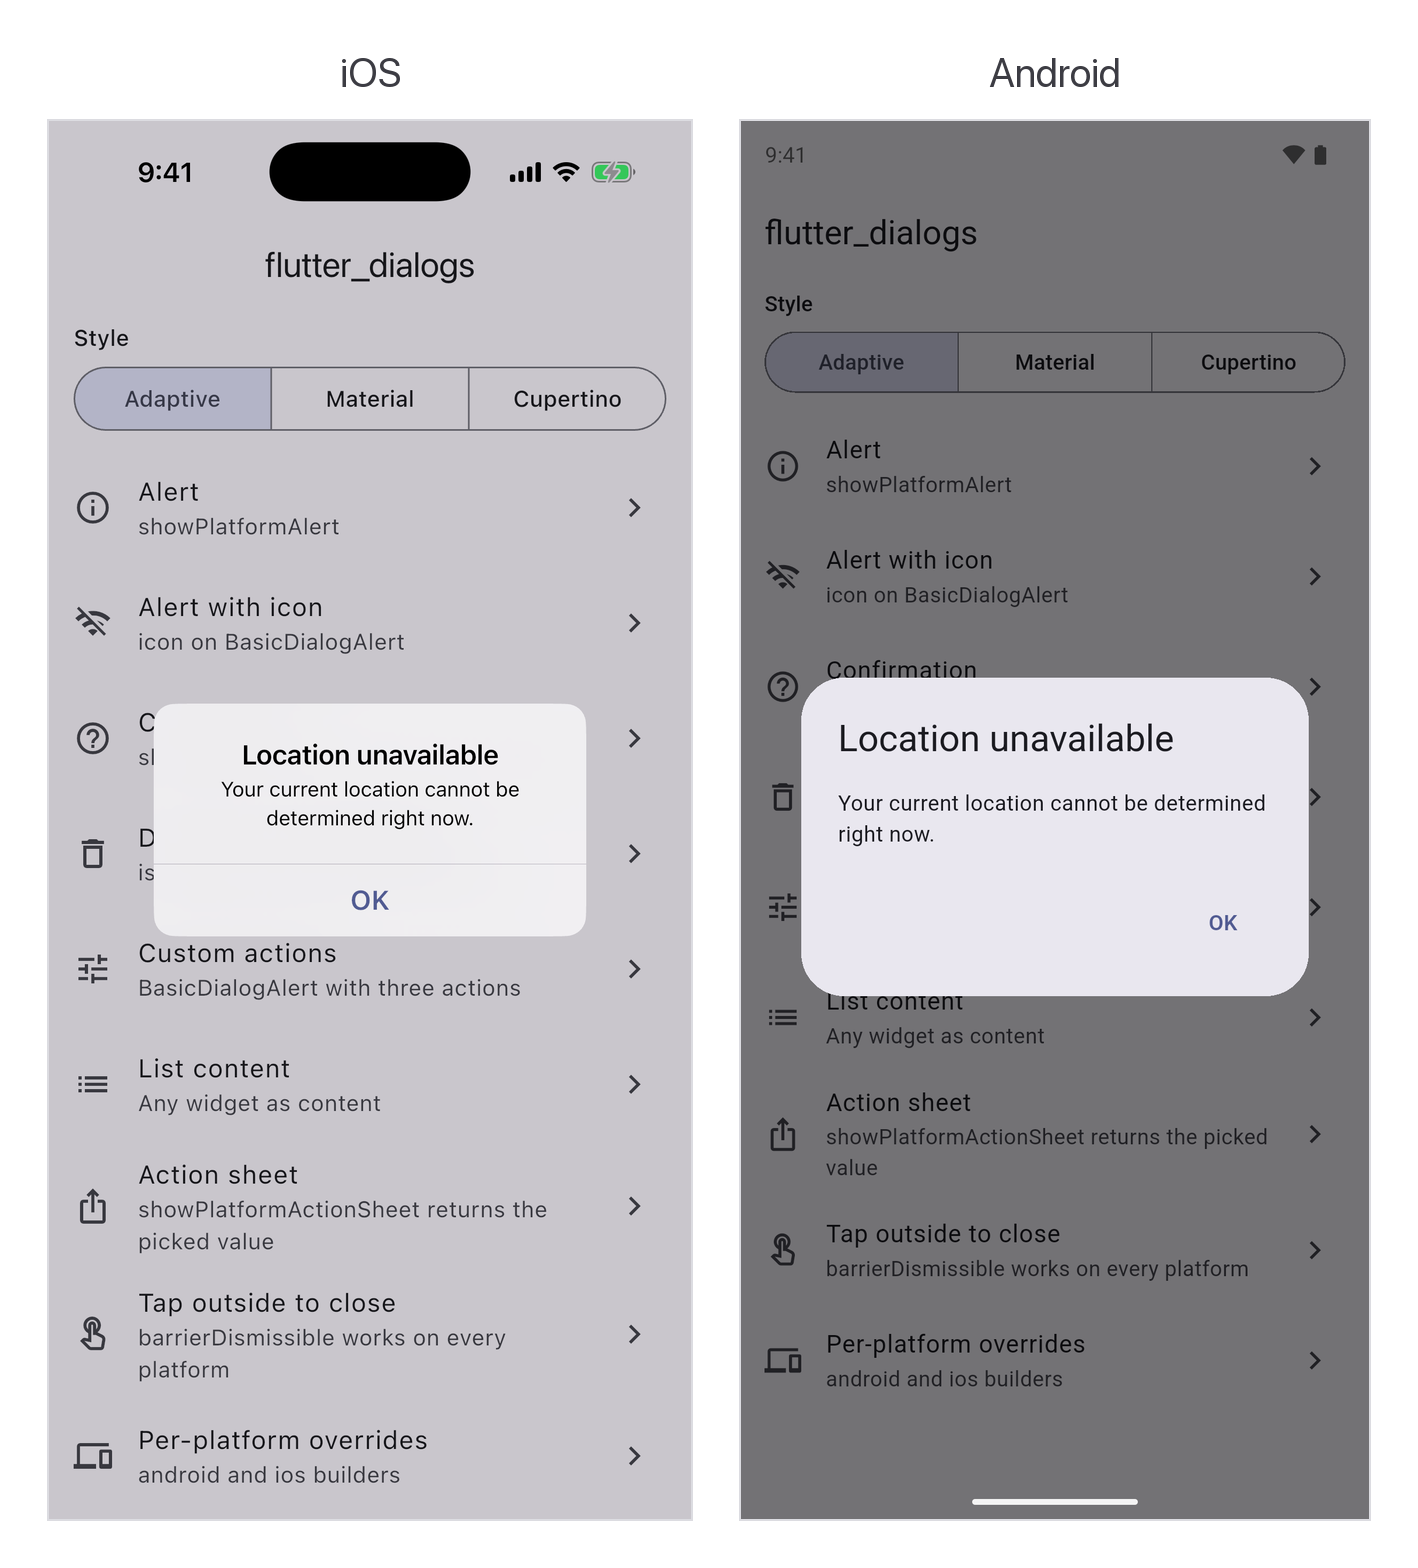 iOS
9:41
flutter_dialogs
Style
Adaptive
Material
Cupertino
Alert
showPlatformAlert
Alert with icon
icon on BasicDialogAlert
C
Location unavailable
Your current location cannot be
determined right now.
D
is
OK
Custom actions
BasicDialogAlert with three actions
List content
Any widget as content
Action sheet
showPlatformActionSheet returns the
picked value
Tap outside to close
barrierDismissible works on every
platform
Per-platform overrides
android and ios builders
Android
9:41
flutter_dialogs
Style
Adaptive
Material
Cupertino
Alert
showPlatformAlert
Alert with icon
icon on BasicDialogAlert
Confirmation
Location unavailable
Your current location cannot be determined
right now.
OK
List content
Any widget as content
Action sheet
showPlatformActionSheet returns the picked
value
Tap outside to close
barrierDismissible works on every platform
Per-platform overrides
android and ios builders